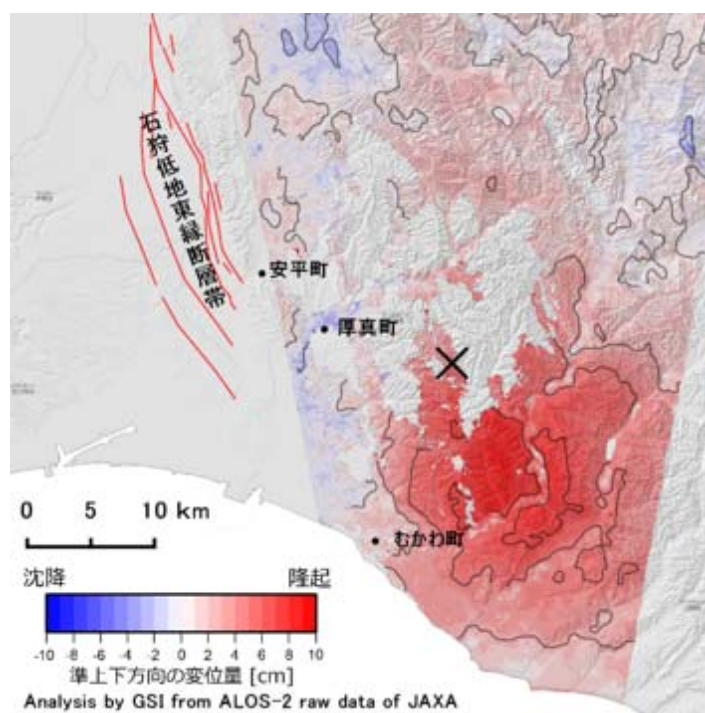 石狩低地東縁断層帯
安平町
厚真町
むかわ町
0 5 10 km
沈降 隆起
-10 -8 -6 -4 -2 0 2 4 6 8 10
準上下方向の変位量 [cm]
Analysis by GSI from ALOS-2 raw data of JAXA